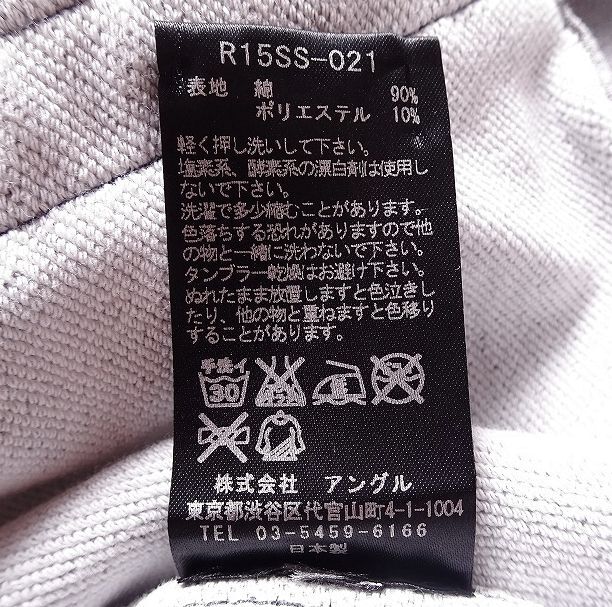 R15SS-021
表地 綿 90%
ポリエステル 10%
軽く押し洗いして下さい。
塩素系、酵素系の漂白剤は使用し
ないで下さい。
洗濯で多少縮むことがあります。
色落ちする恐れがありますので他
の物と一緒に洗わないで下さい。
タンブラー乾燥はお避け下さい。
ぬれたまま放置しますと色泣きし
たり、他の物と重ねますと色移り
することがあります。
手洗イ
30
株式会社 アングル
東京都渋谷区代官山町4-1-1004
TEL 03-5459-6166
日本製